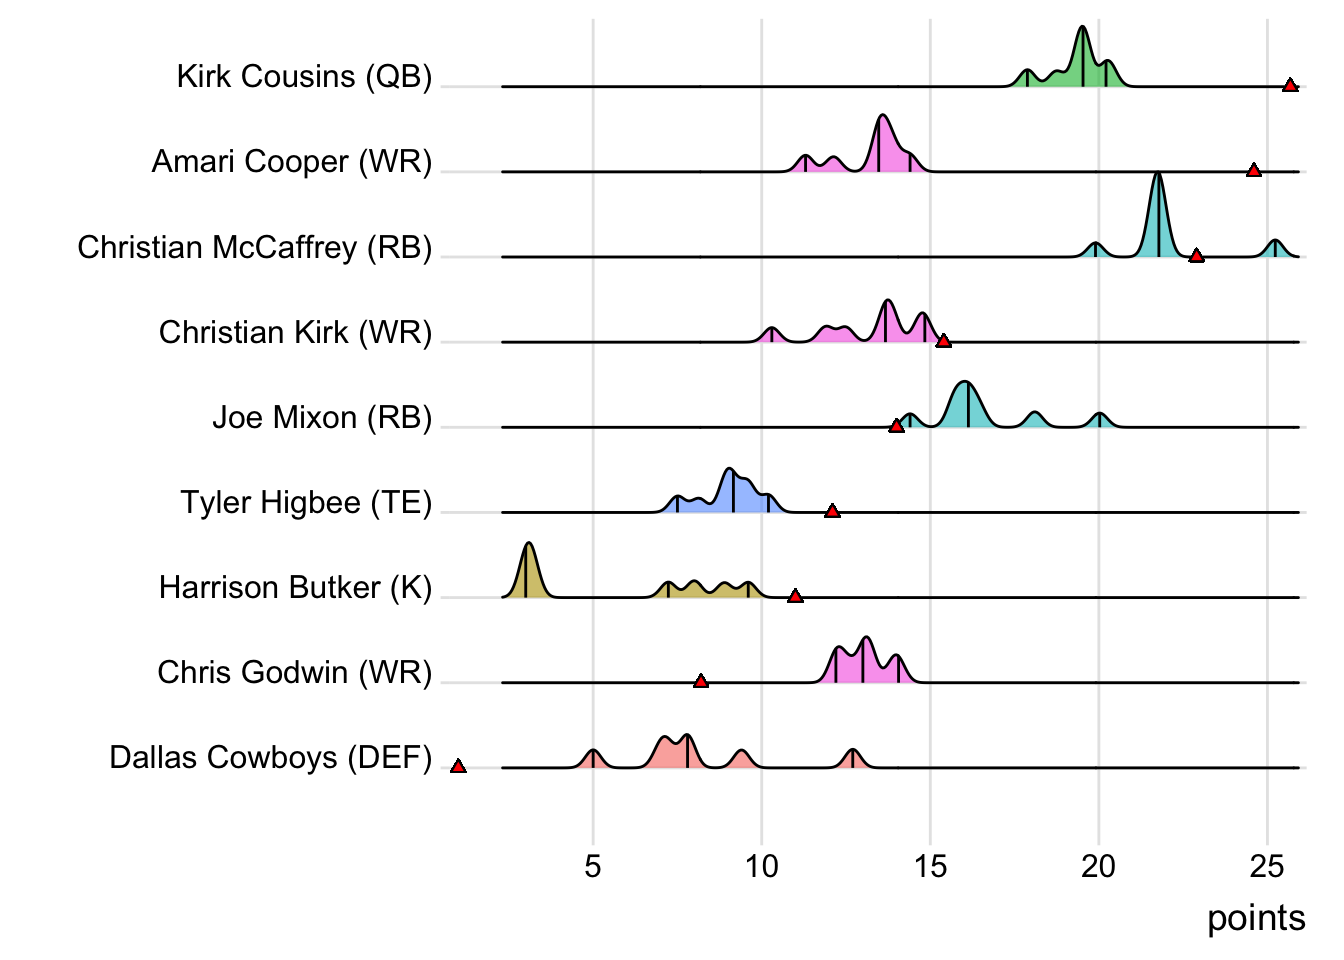 Kirk Cousins (QB)
Amari Cooper (WR)
Christian McCaffrey (RB)
Christian Kirk (WR)
Joe Mixon (RB)
Tyler Higbee (TE)
Harrison Butker (K)
Chris Godwin (WR)
Dallas Cowboys (DEF)
5 10 15 20 25
points